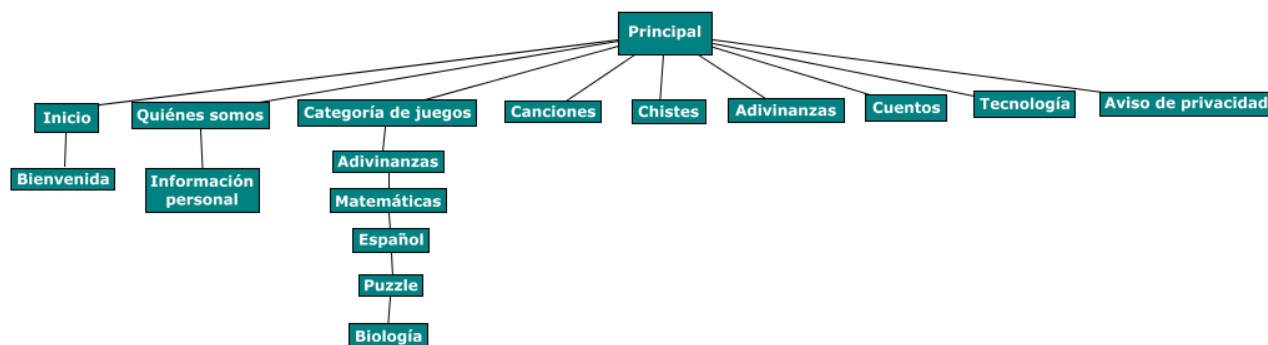 Principal
Inicio
Quiénes somos
Categoría de juegos
Canciones
Chistes
Adivinanzas
Cuentos
Tecnología
Aviso de privacidad
Bienvenida
Información
personal
Adivinanzas
Matemáticas
Español
Puzzle
Biología